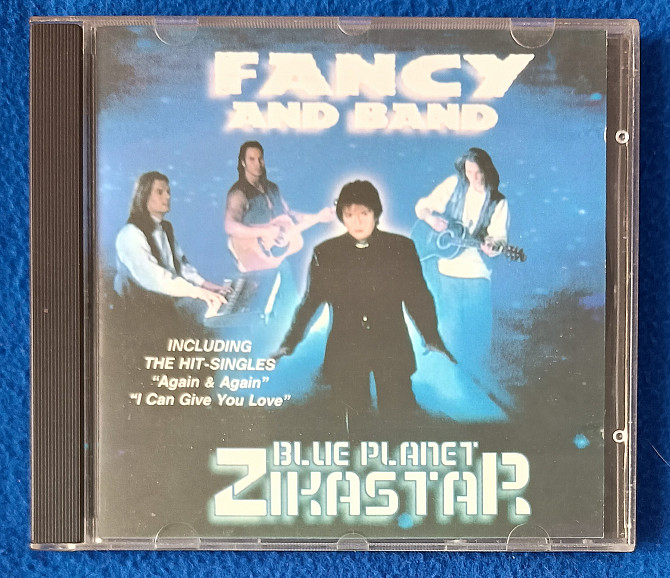 FANCY
AND BAND
INCLUDING
THE HIT-SINGLES
"Again & Again"
"I Can Give You Love"
BLUE PLANET
ZIKASTAR